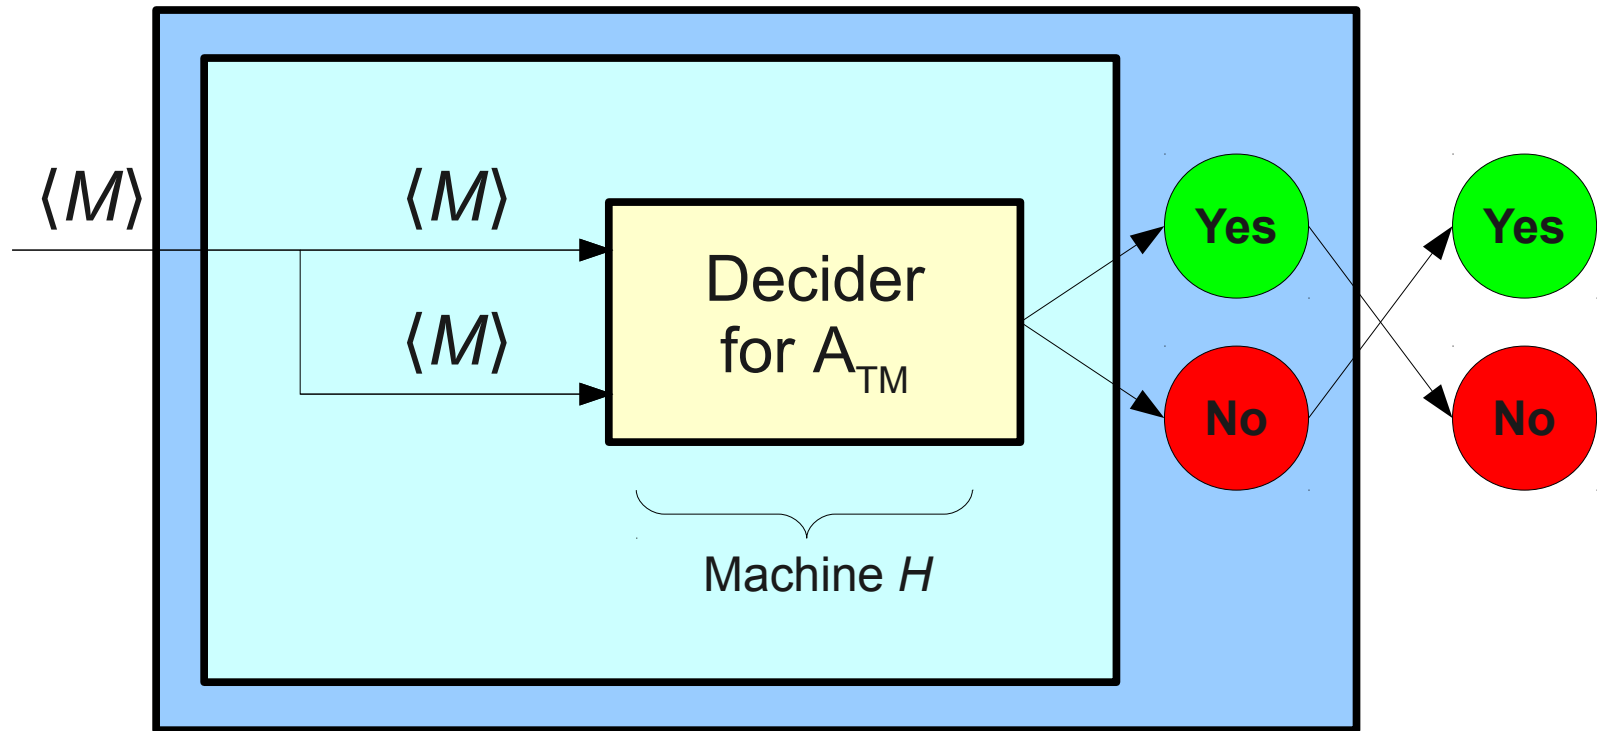 ⟨M⟩
⟨M⟩
⟨M⟩
Decider
for A_TM
Machine H
Yes
No
Yes
No